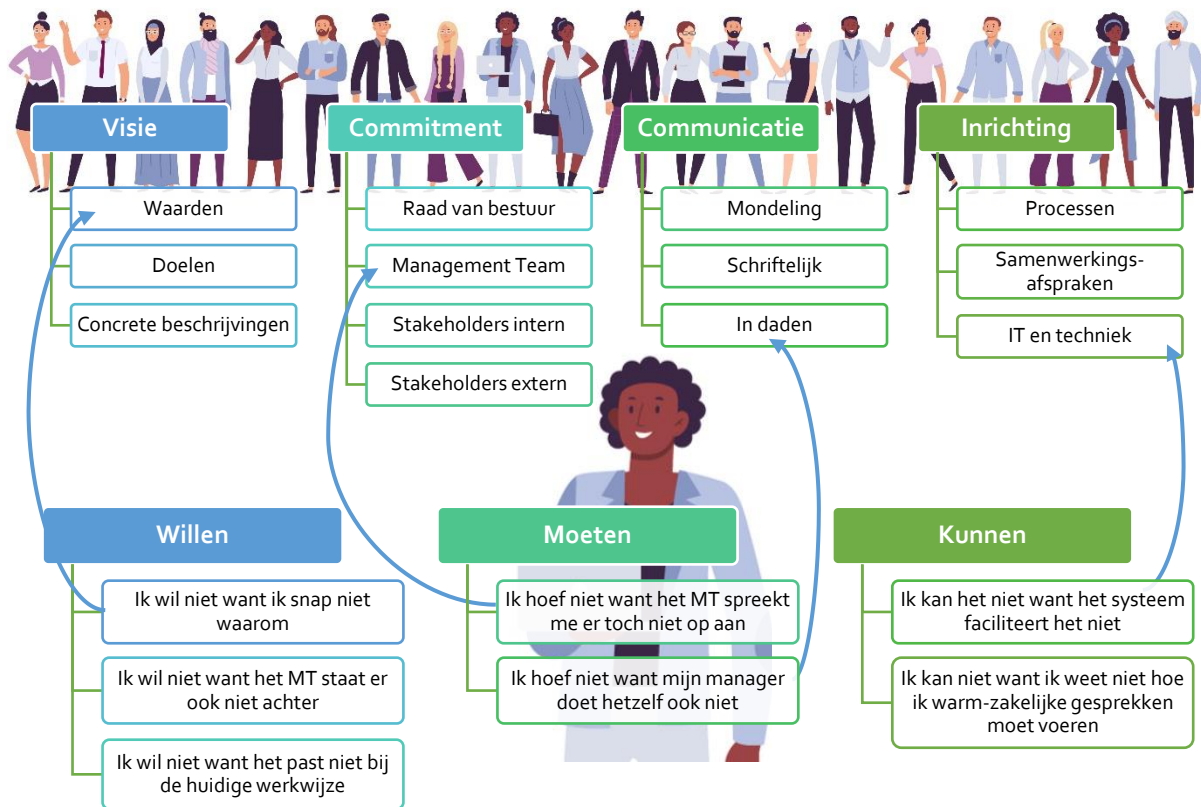 Visie
Commitment
Communicatie
Inrichting
Waarden
Doelen
Concrete beschrijvingen
Raad van bestuur
Management Team
Stakeholders intern
Stakeholders extern
Mondeling
Schriftelijk
In daden
Processen
Samenwerkings-
afspraken
IT en techniek
Willen
Ik wil niet want ik snap niet
waarom
Ik wil niet want het MT staat er
ook niet achter
Ik wil niet want het past niet bij
de huidige werkwijze
Moeten
Ik hoef niet want het MT spreekt
me er toch niet op aan
Ik hoef niet want mijn manager
doet hetzelf ook niet
Kunnen
Ik kan het niet want het systeem
faciliteert het niet
Ik kan niet want ik weet niet hoe
ik warm-zakelijke gesprekken
moet voeren